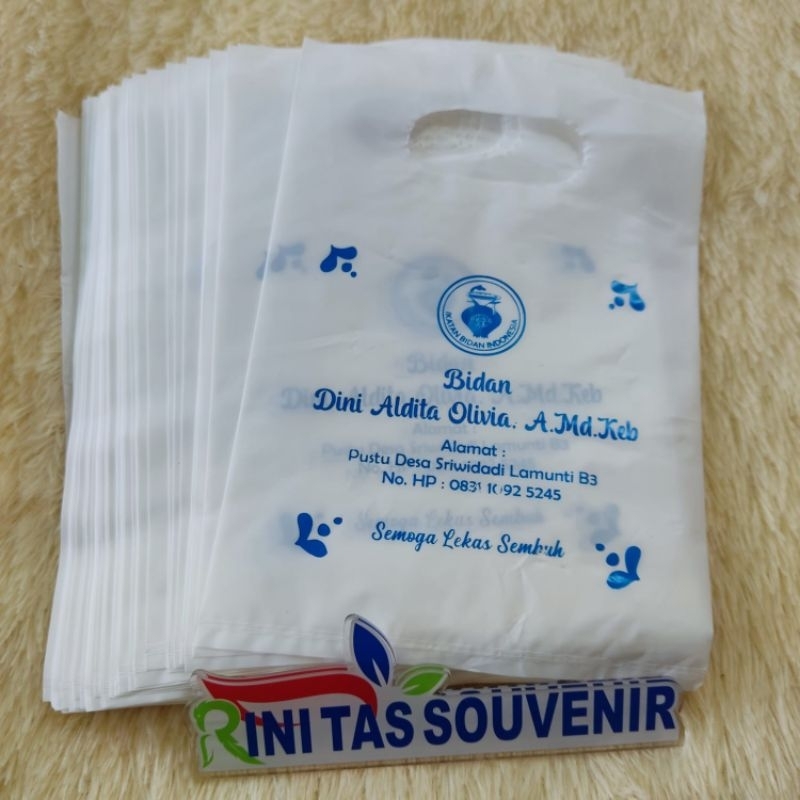 IKATAN BIDAN INDONESIA
Bidan
Dini Aldita Olivia. A.Md.Keb
Alamat :
Pustu Desa Sriwidadi Lamunti B3
No. HP : 0831 1092 5245
Semoga Lekas Sembuh
RINI TAS SOUVENIR